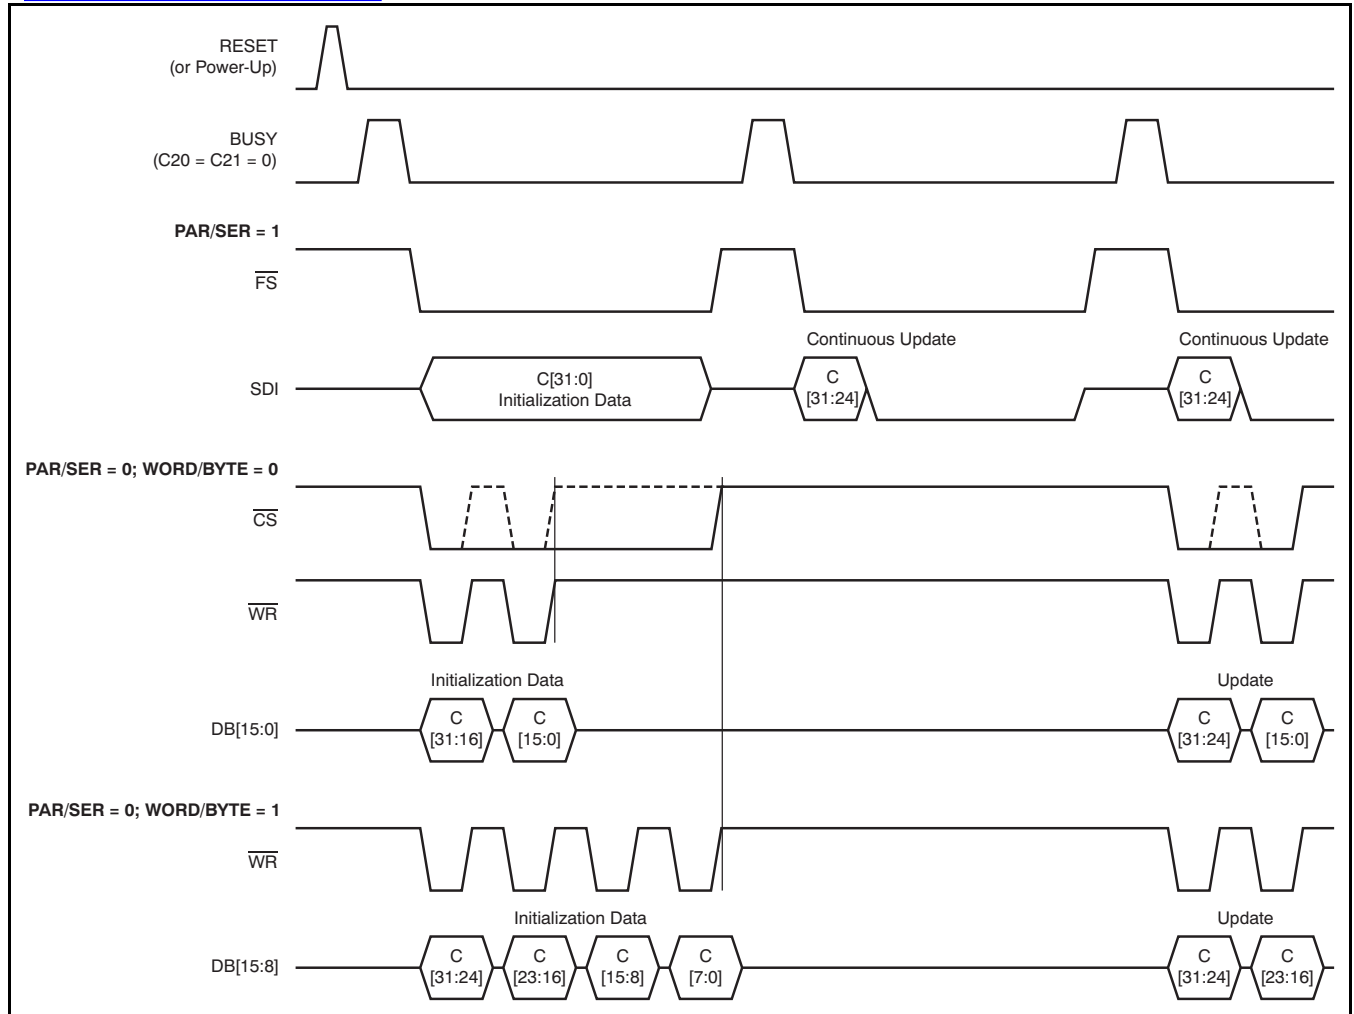 RESET
(or Power-Up)
BUSY
(C20 = C21 = 0)
PAR/SER = 1
FS
Continuous Update
Continuous Update
SDI
C[31:0]
Initialization Data
C
[31:24]
C
[31:24]
PAR/SER = 0; WORD/BYTE = 0
CS
WR
Initialization Data
Update
DB[15:0]
C
[31:16]
C
[15:0]
C
[31:24]
C
[15:0]
PAR/SER = 0; WORD/BYTE = 1
WR
Initialization Data
Update
DB[15:8]
C
[31:24]
C
[23:16]
C
[15:8]
C
[7:0]
C
[31:24]
C
[23:16]